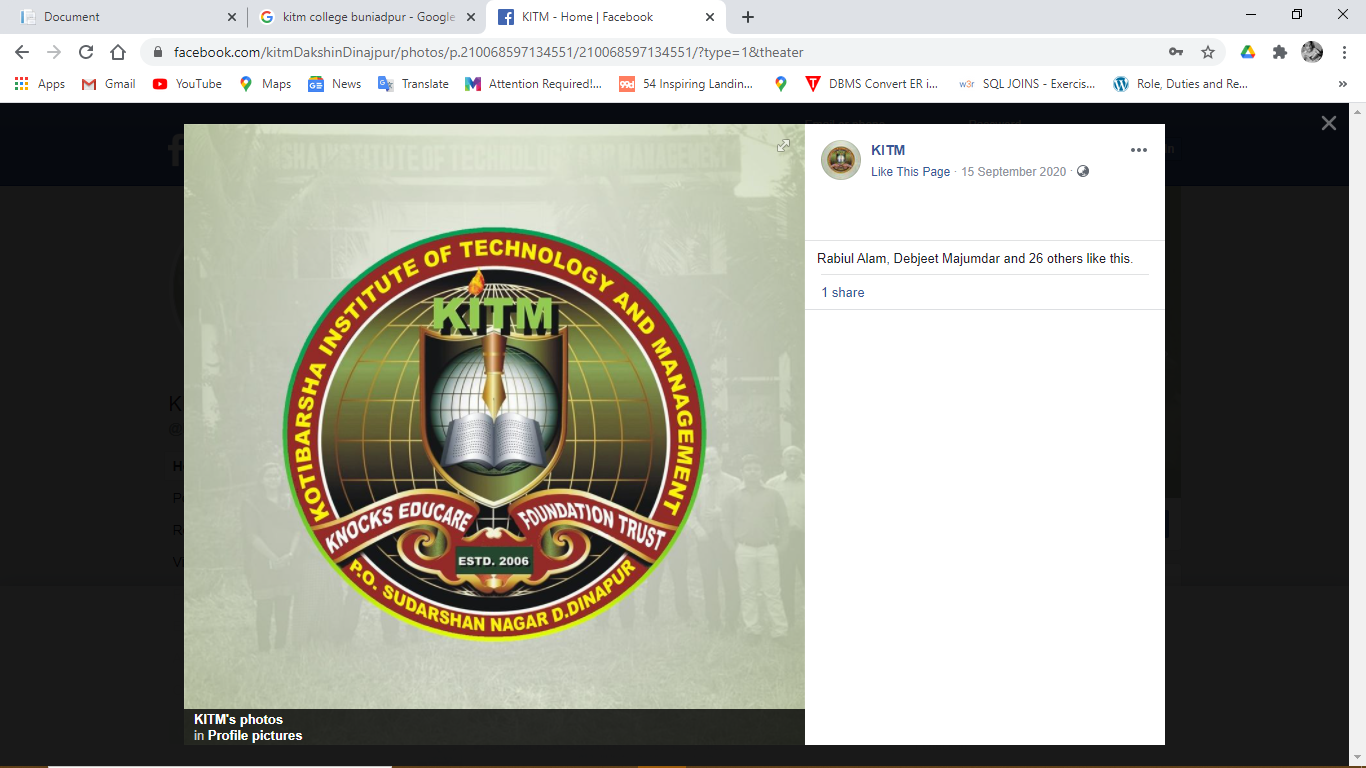 Document
kitm college buniadpur - Google
KITM - Home | Facebook
facebook.com/kitmDakshinDinajpur/photos/p.210068597134551/210068597134551/?type=1&theater
Apps
Gmail
YouTube
Maps
News
Translate
Attention Required!...
99d
54 Inspiring Landin...
DBMS Convert ER i...
w3r
SQL JOINS - Exercis...
Role, Duties and Re...
»
KOTIBARSHA INSTITUTE OF TECHNOLOGY AND MANAGEMENT
KITM
KNOCKS EDUCARE FOUNDATION TRUST
ESTD. 2006
P.O. SUDARSHAN NAGAR D.DINAPUR
KITM's photos
in Profile pictures
KITM
Like This Page · 15 September 2020 ·
Rabiul Alam, Debjeet Majumdar and 26 others like this.
1 share